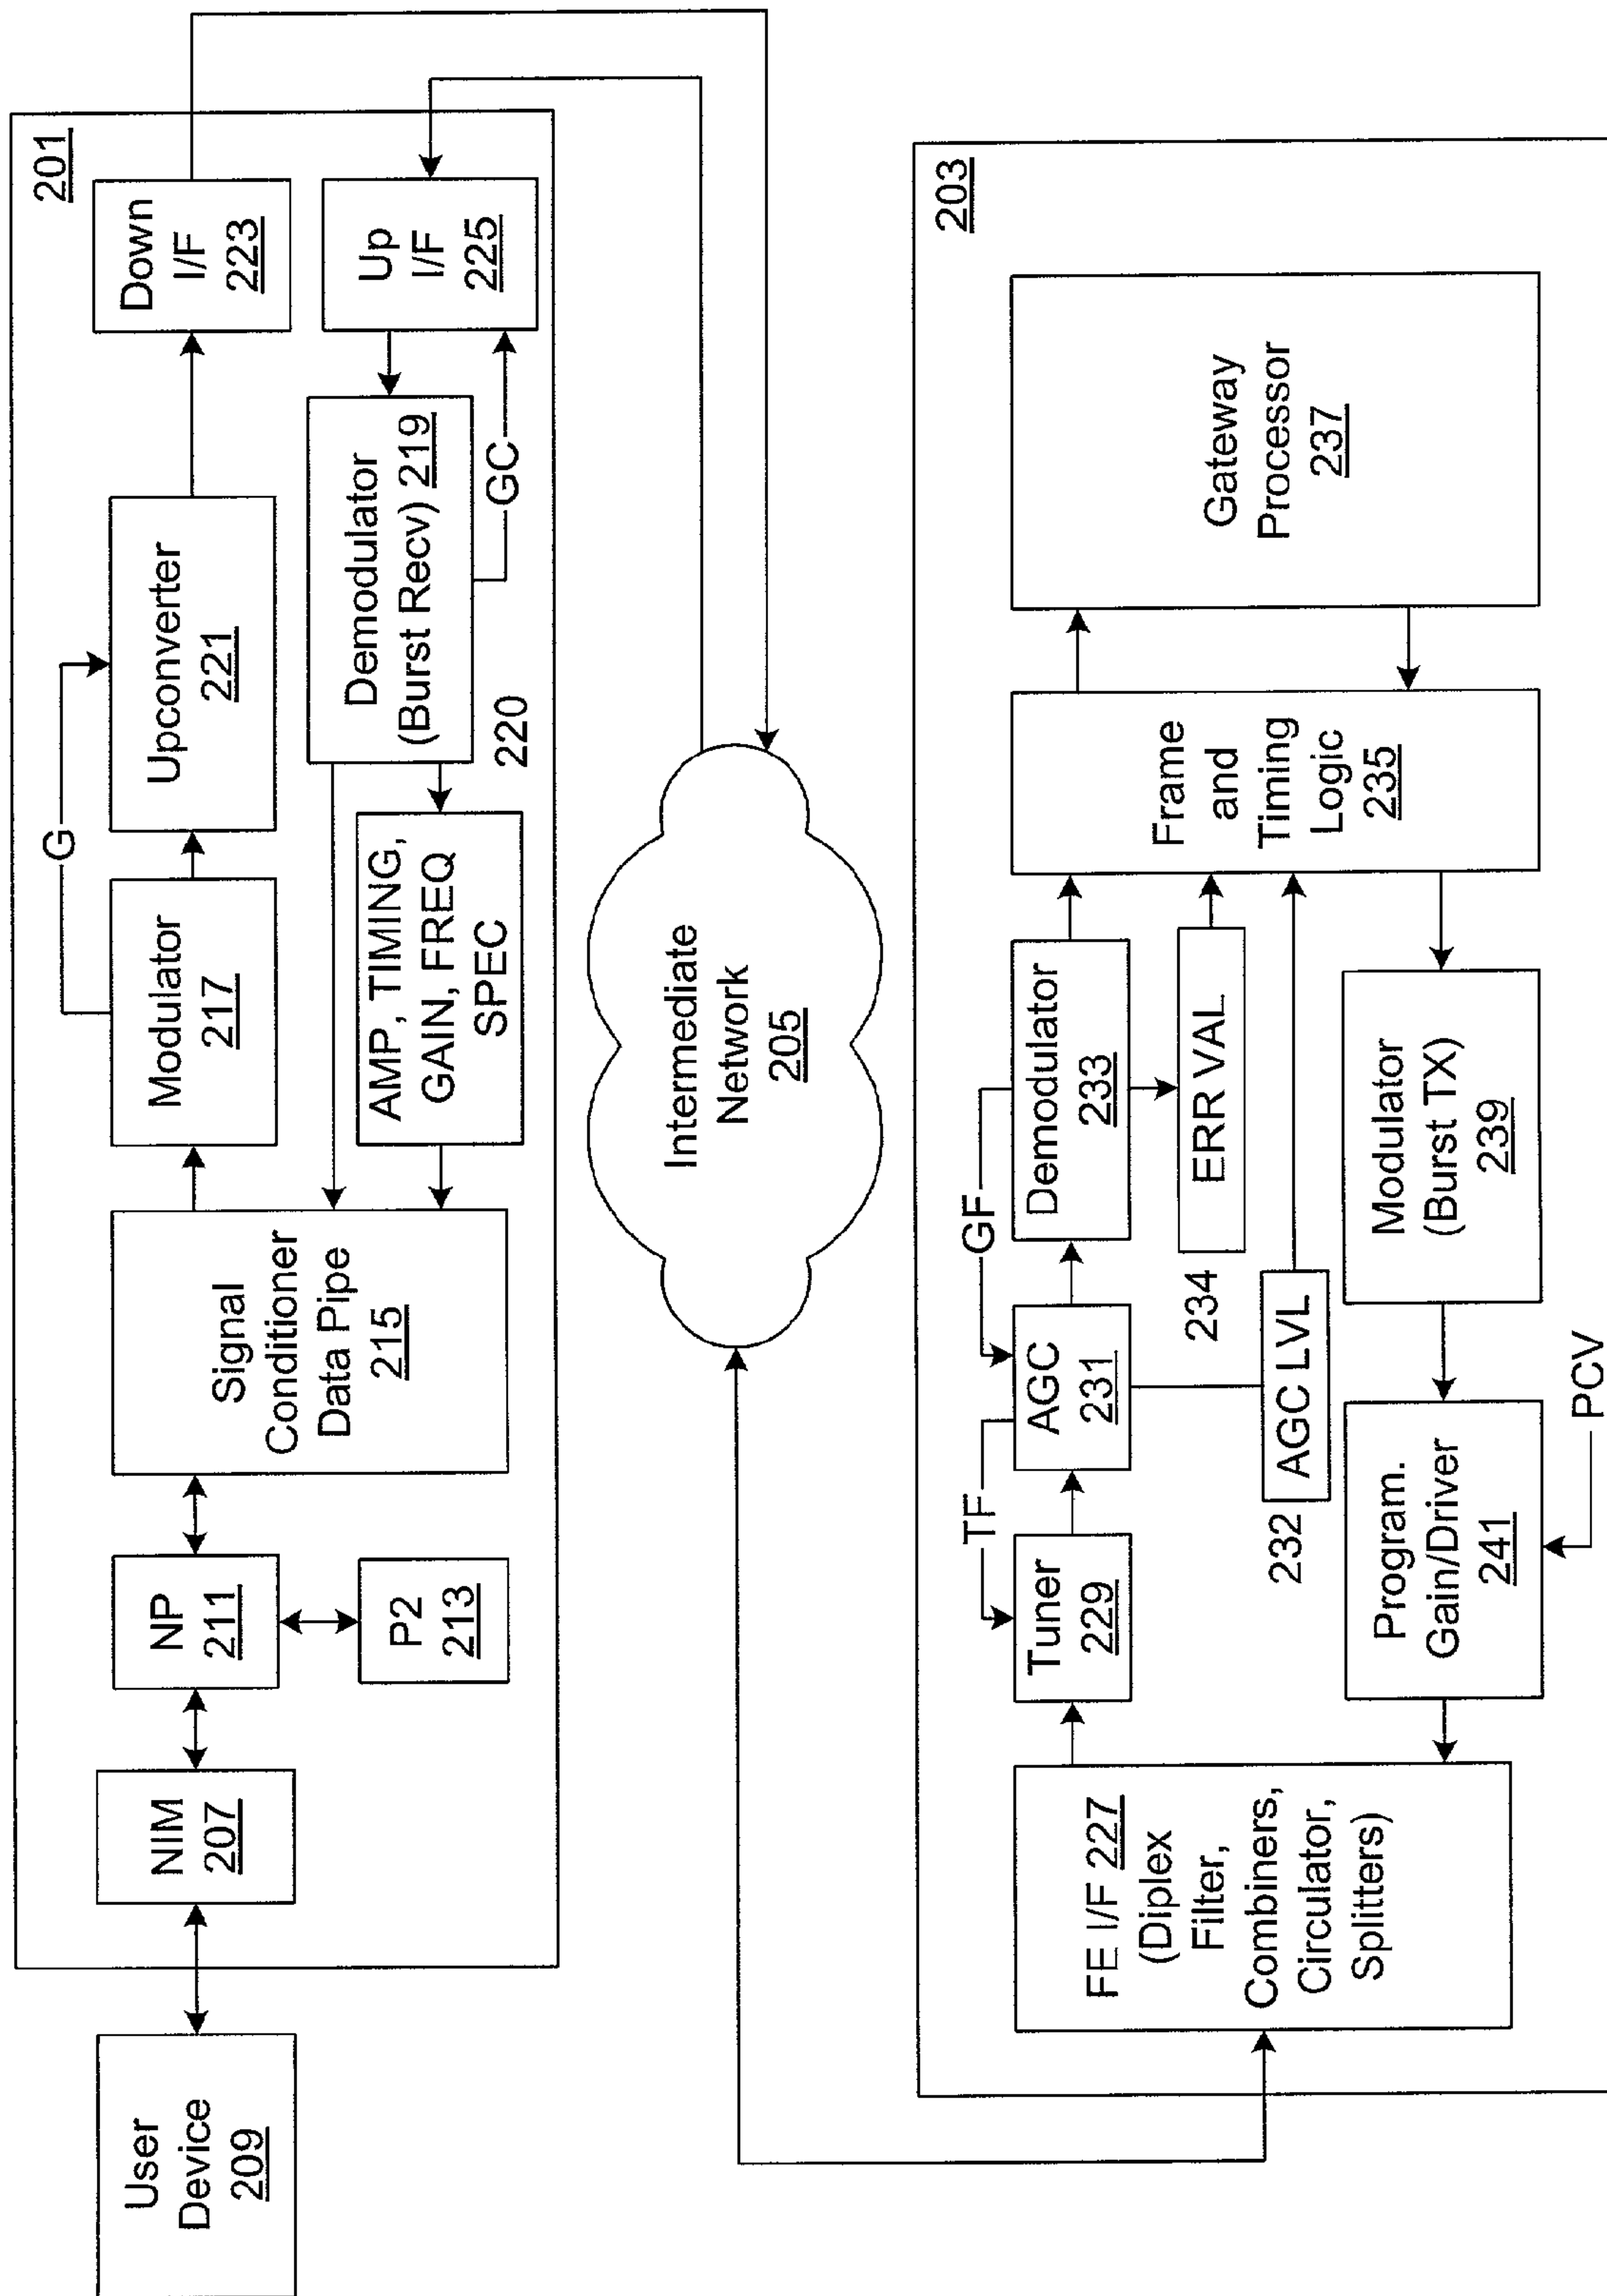 201
User
Device
209
NIM
207
NP
211
P2
213
Signal
Conditioner
Data Pipe
215
Modulator
217
G
Upconverter
221
Down
I/F
223
Up
I/F
225
Demodulator
(Burst Recv) 219
GC
220
AMP, TIMING,
GAIN, FREQ
SPEC
Intermediate
Network
205
203
FE I/F 227
(Diplex
Filter,
Combiners,
Circulator,
Splitters)
Tuner
229
TF
AGC
231
GF
Demodulator
233
234
ERR VAL
232
AGC LVL
Frame
and
Timing
Logic
235
Gateway
Processor
237
Modulator
(Burst TX)
239
Program.
Gain/Driver
241
PCV